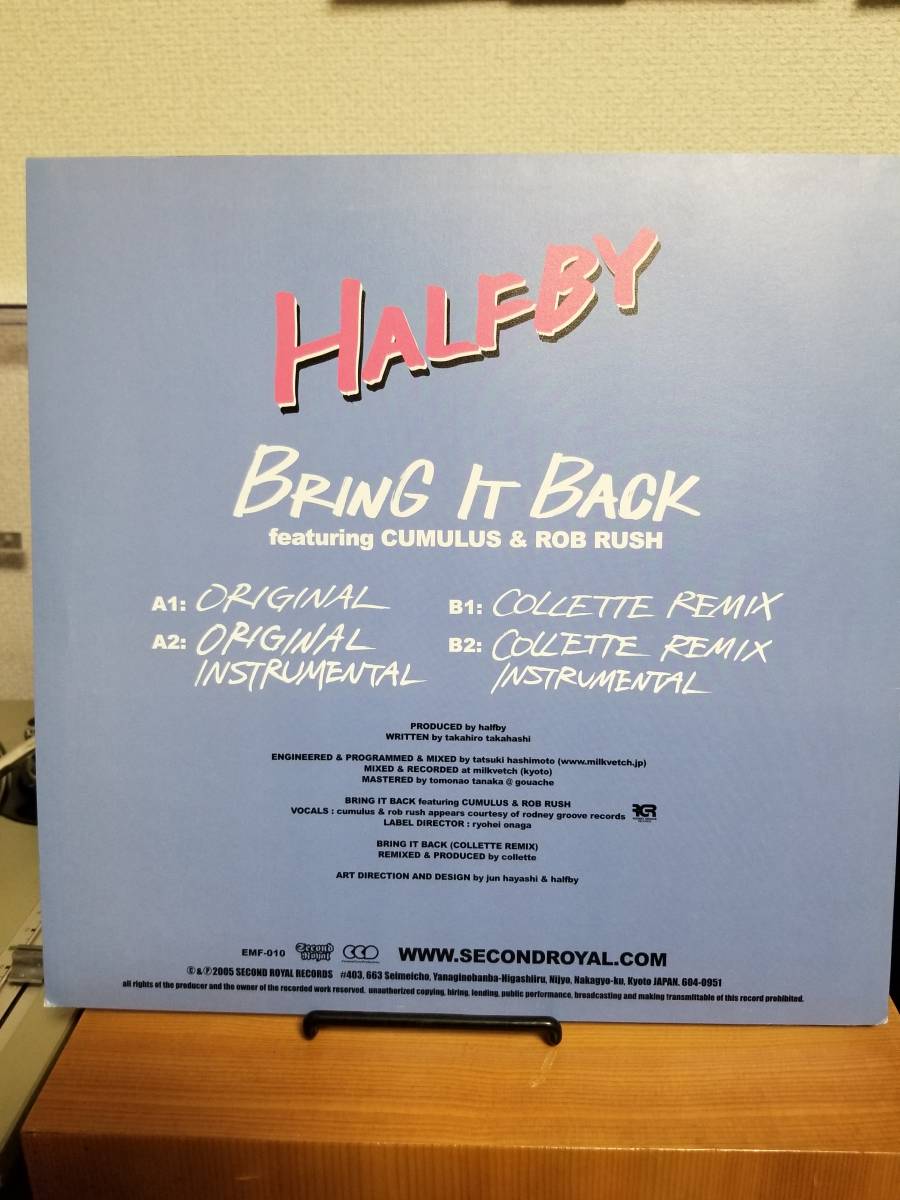 HALFBY
BRING IT BACK
featuring CUMULUS & ROB RUSH
A1: ORIGINAL
A2: ORIGINAL
INSTRUMENTAL
B1: COLLETTE REMIX
B2: COLLETTE REMIX
INSTRUMENTAL
PRODUCED by halfby
WRITTEN by takahiro takahashi
ENGINEERED & PROGRAMMED & MIXED by tatsuki hashimoto (www.milkvetch.jp)
MIXED & RECORDED at milkvetch (kyoto)
MASTERED by tomonao tanaka @ gouache
BRING IT BACK featuring CUMULUS & ROB RUSH
VOCALS : cumulus & rob rush appears courtesy of rodney groove records RGR
LABEL DIRECTOR : ryohei onaga
BRING IT BACK (COLLETTE REMIX)
REMIXED & PRODUCED by collette
ART DIRECTION AND DESIGN by jun hayashi & halfby
EMF-010 Second Royal WWW.SECONDROYAL.COM
©&℗2005 SECOND ROYAL RECORDS #403, 663 Seimeicho, Yanaginobanba-Higashiiru, Nijyo, Nakagyo-ku, Kyoto JAPAN. 604-0951
all rights of the producer and the owner of the recorded work reserved. unauthorized copying, hiring, lending, public performance, broadcasting and making transmittable of this record prohibited.